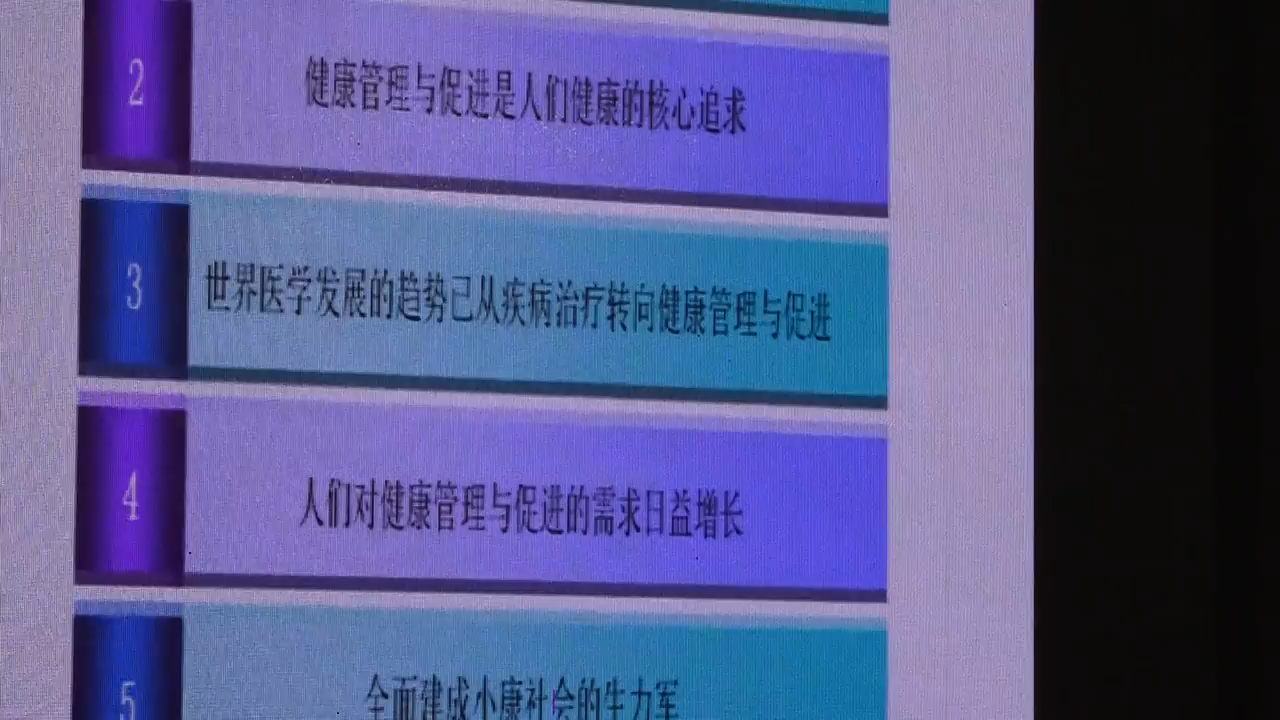 2
健康管理与促进是人们健康的核心追求
3
世界医学发展的趋势已从疾病治疗转向健康管理与促进
4
人们对健康管理与促进的需求日益增长
5
全面建成小康社会的生力军